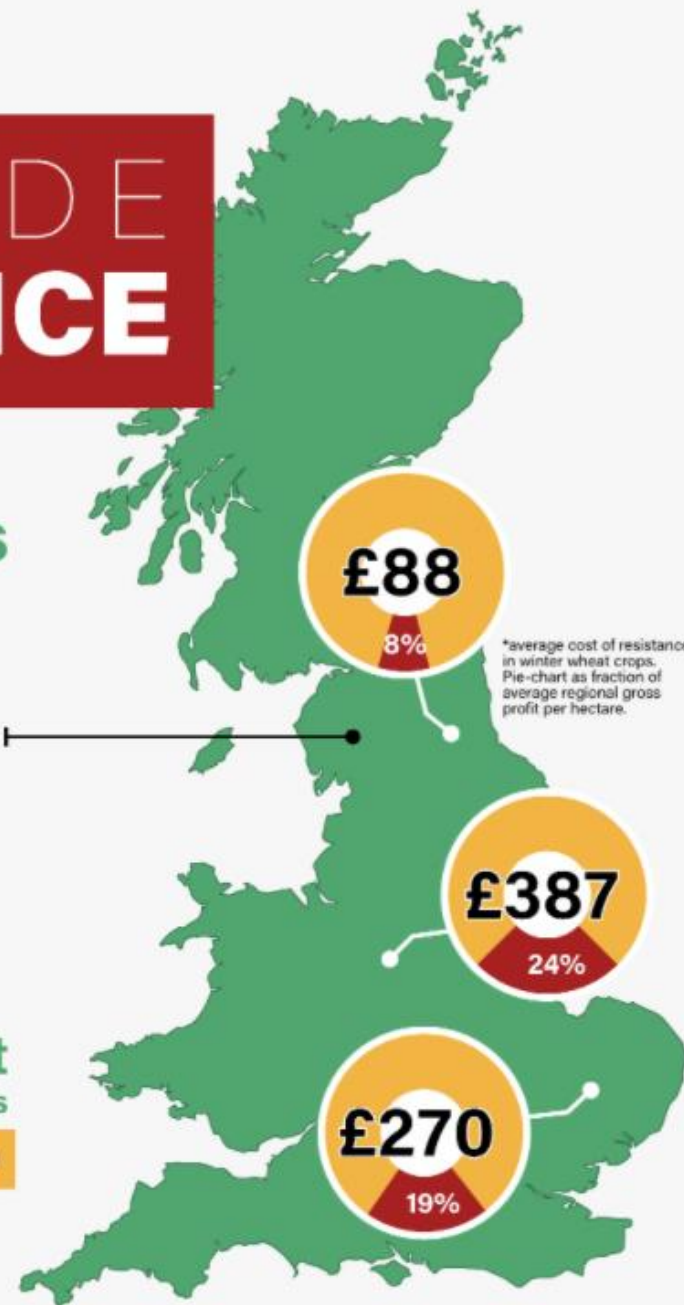 DE
NCE
s
£88
8%
*average cost of resistance
in winter wheat crops.
Pie-chart as fraction of
average regional gross
profit per hectare.
£387
24%
t
s
£270
19%